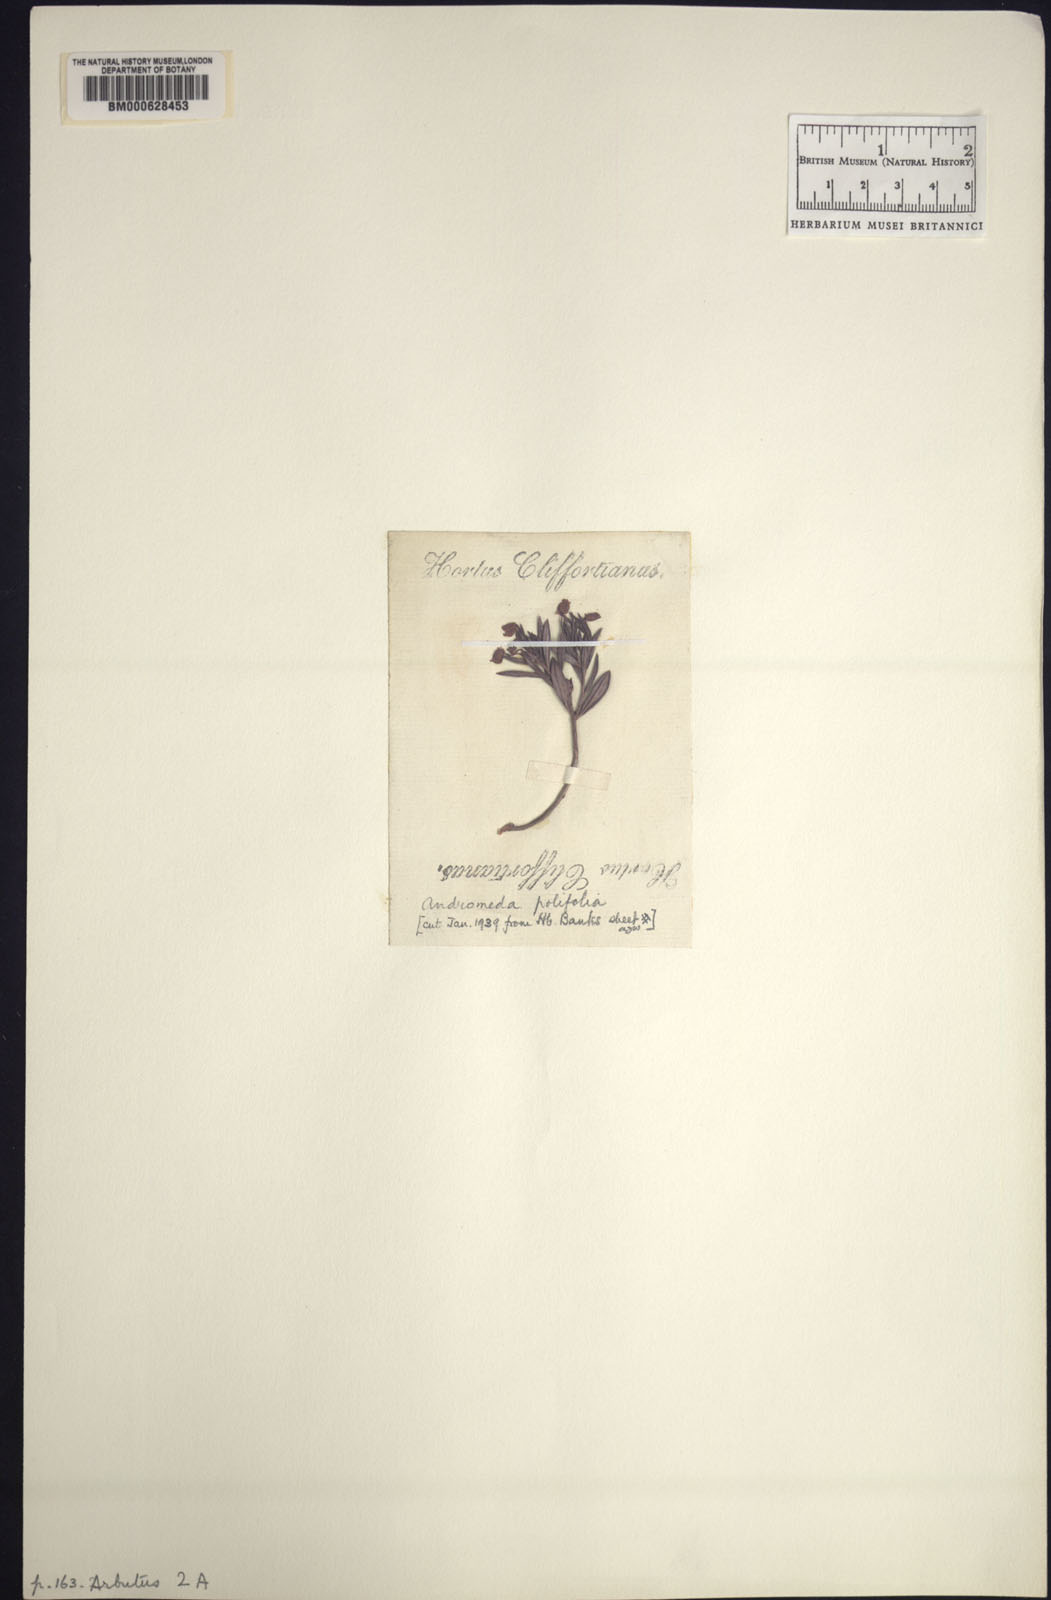 THE NATURAL HISTORY MUSEUM, LONDON
DEPARTMENT OF BOTANY
BM000628453
1 2
BRITISH MUSEUM (NATURAL HISTORY)
1 2 3 4 5
HERBARIUM MUSEI BRITANNICI
Hortus Cliffortianus.
Hortus Cliffortianus.
Andromeda polifolia
[cut Jan. 1939 from Hb. Banks sheet]
p. 163. Arbutus 2 A